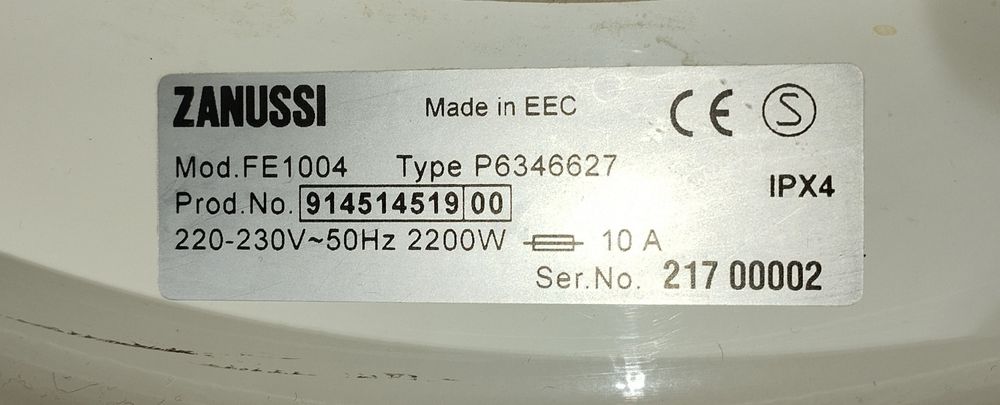 ZANUSSI Made in EEC CE S
Mod.FE1004 Type P6346627
IPX4
Prod.No. 914514519 00
220-230V~50Hz 2200W 10 A
Ser.No. 217 00002